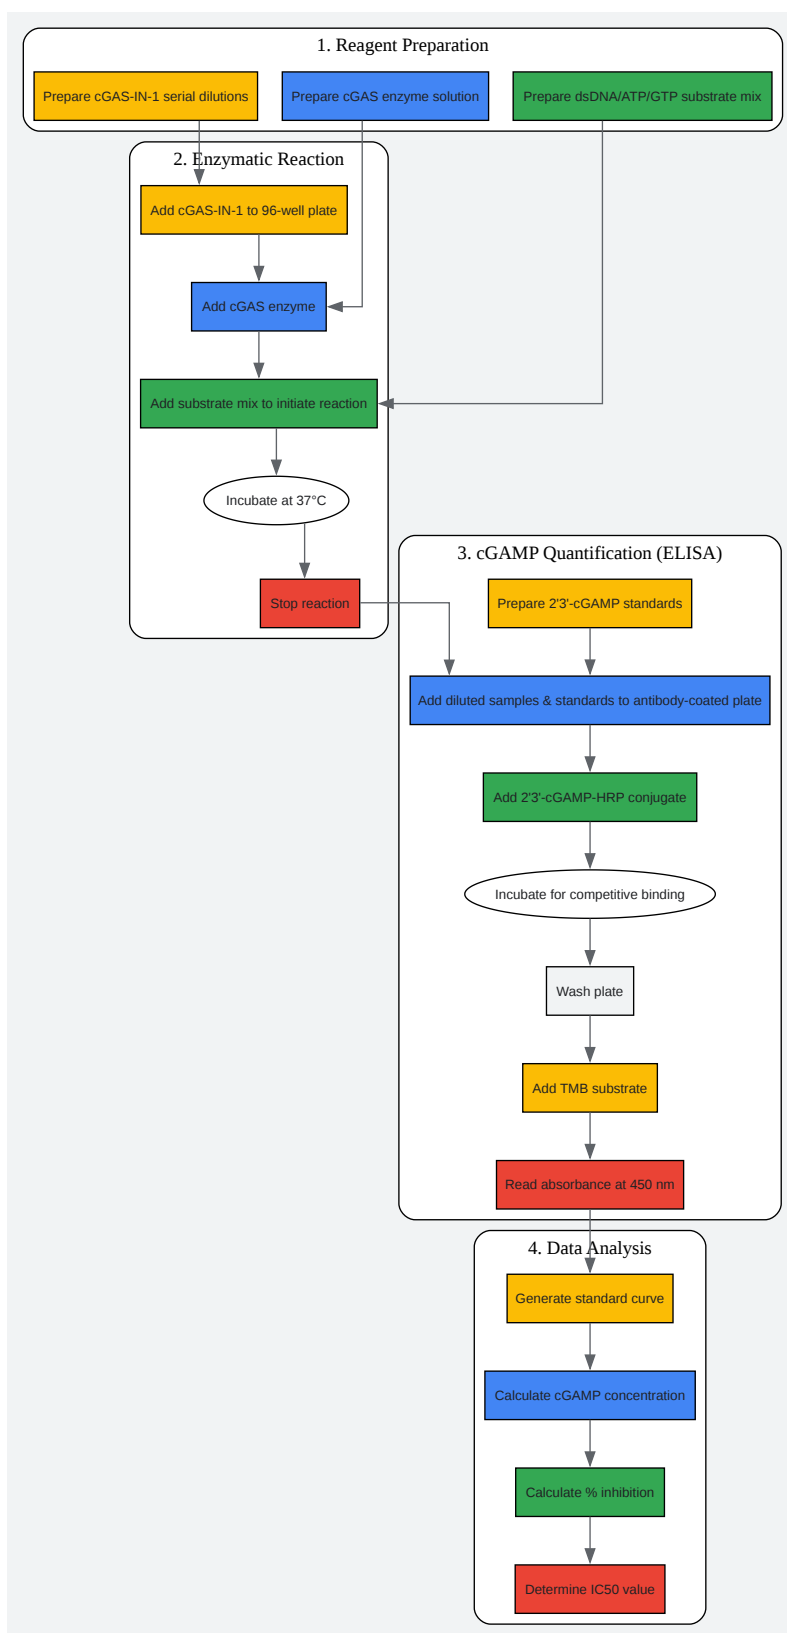 1. Reagent Preparation
Prepare cGAS-IN-1 serial dilutions
Prepare cGAS enzyme solution
Prepare dsDNA/ATP/GTP substrate mix
2. Enzymatic Reaction
Add cGAS-IN-1 to 96-well plate
Add cGAS enzyme
Add substrate mix to initiate reaction
Incubate at 37°C
Stop reaction
3. cGAMP Quantification (ELISA)
Prepare 2'3'-cGAMP standards
Add diluted samples & standards to antibody-coated plate
Add 2'3'-cGAMP-HRP conjugate
Incubate for competitive binding
Wash plate
Add TMB substrate
Read absorbance at 450 nm
4. Data Analysis
Generate standard curve
Calculate cGAMP concentration
Calculate % inhibition
Determine IC50 value